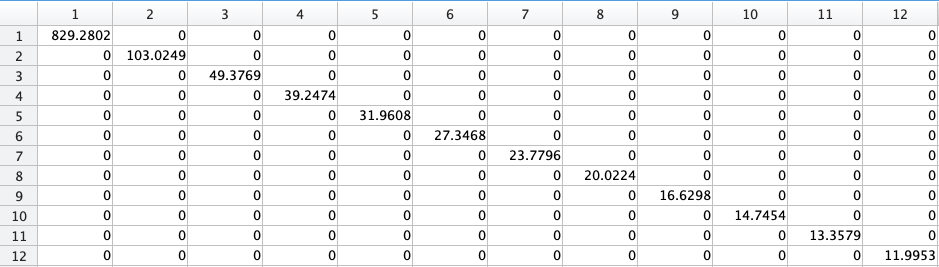 1 2 3 4 5 6 7 8 9 10 11 12
1 829.2802 0 0 0 0 0 0 0 0 0 0 0
2 0 103.0249 0 0 0 0 0 0 0 0 0 0
3 0 0 49.3769 0 0 0 0 0 0 0 0 0
4 0 0 0 39.2474 0 0 0 0 0 0 0 0
5 0 0 0 0 31.9608 0 0 0 0 0 0 0
6 0 0 0 0 0 27.3468 0 0 0 0 0 0
7 0 0 0 0 0 0 23.7796 0 0 0 0 0
8 0 0 0 0 0 0 0 20.0224 0 0 0 0
9 0 0 0 0 0 0 0 0 16.6298 0 0 0
10 0 0 0 0 0 0 0 0 0 14.7454 0 0
11 0 0 0 0 0 0 0 0 0 0 13.3579 0
12 0 0 0 0 0 0 0 0 0 0 0 11.9953